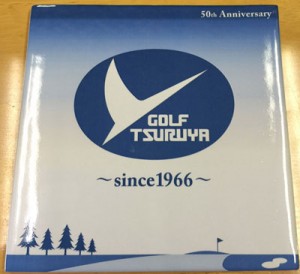 50th Anniversary
GOLF
TSURUYA
～since1966～